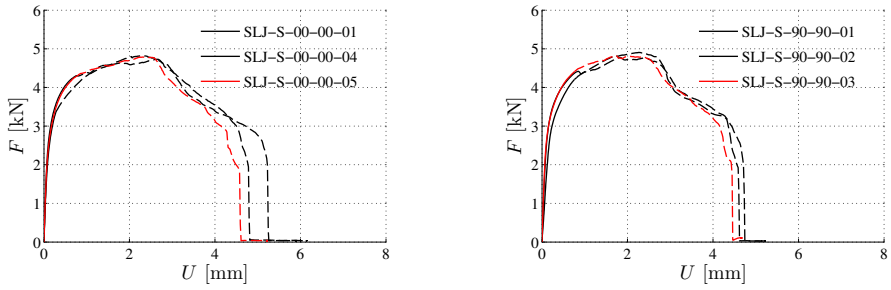 6
5
4
3
2
1
0
F [kN]
SLJ-S-00-00-01
SLJ-S-00-00-04
SLJ-S-00-00-05
0 2 4 6 8
U [mm]
6
5
4
3
2
1
0
F [kN]
SLJ-S-90-90-01
SLJ-S-90-90-02
SLJ-S-90-90-03
0 2 4 6 8
U [mm]